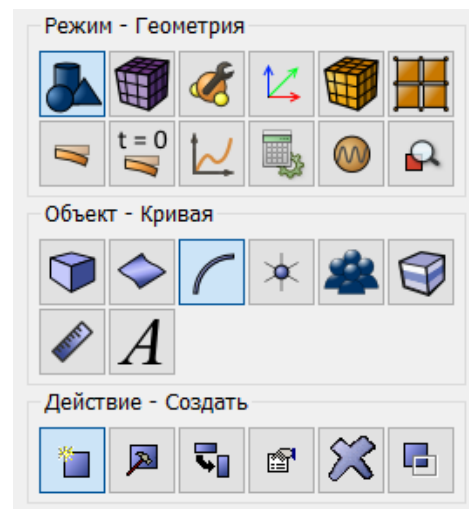 Режим - Геометрия
t = 0
Объект - Кривая
A
Действие - Создать